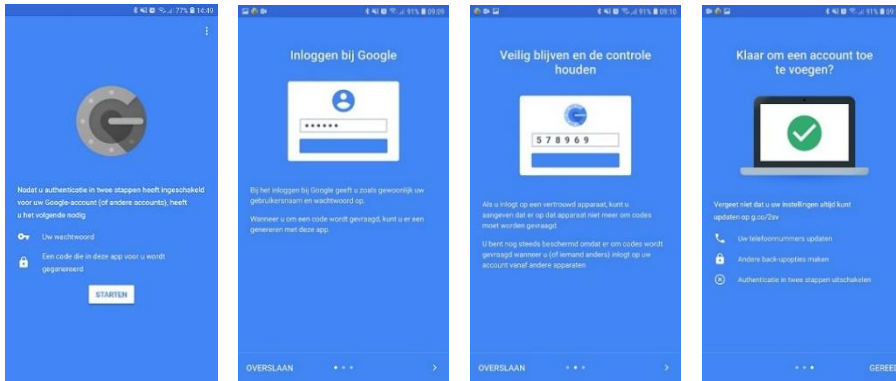 77% 14:49
Nodat u authenticatie in twee stappen heeft ingeschakeld
voor uw Google-account (of andere accounts), heeft
u het volgende nodig
Uw wachtwoord
Een code die in deze app voor u wordt
gegenereerd
STARTEN
91% 09:09
Inloggen bij Google
Bij het inloggen bij Google geeft u zoals gewoonlijk uw
gebruikersnaam en wachtwoord op.
Wanneer u om een code wordt gevraagd, kunt u er een
genereren met deze app.
OVERSLAAN
91% 09:10
Veilig blijven en de controle
houden
5 7 8 9 6 9
Als u inlogt op een vertrouwd apparaat, kunt u
aangeven dat er op dat apparaat niet meer om codes
moet worden gevraagd.
U bent nog steeds beschermd omdat er om codes wordt
gevraagd wanneer u (of iemand anders) inlogt op uw
account vanaf andere apparaten.
OVERSLAAN
91%
Klaar om een account toe
te voegen?
Vergeet niet dat u uw instellingen altijd kunt
updaten op g.co/2sv
Uw telefoonnummers updaten
Andere back-upopties maken
Authenticatie in twee stappen uitschakelen